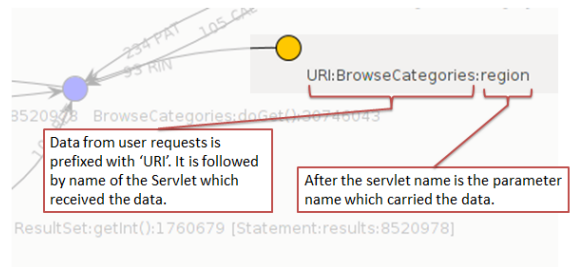 234 PAT
105 CA
93 RIN
URI:BrowseCategories:region
8520978 BrowseCategories:doGet():30746043
Data from user requests is
prefixed with ‘URI’. It is followed
by name of the Servlet which
received the data.
After the servlet name is the parameter
name which carried the data.
ResultSet:getInt():1760679 [Statement:results:8520978]